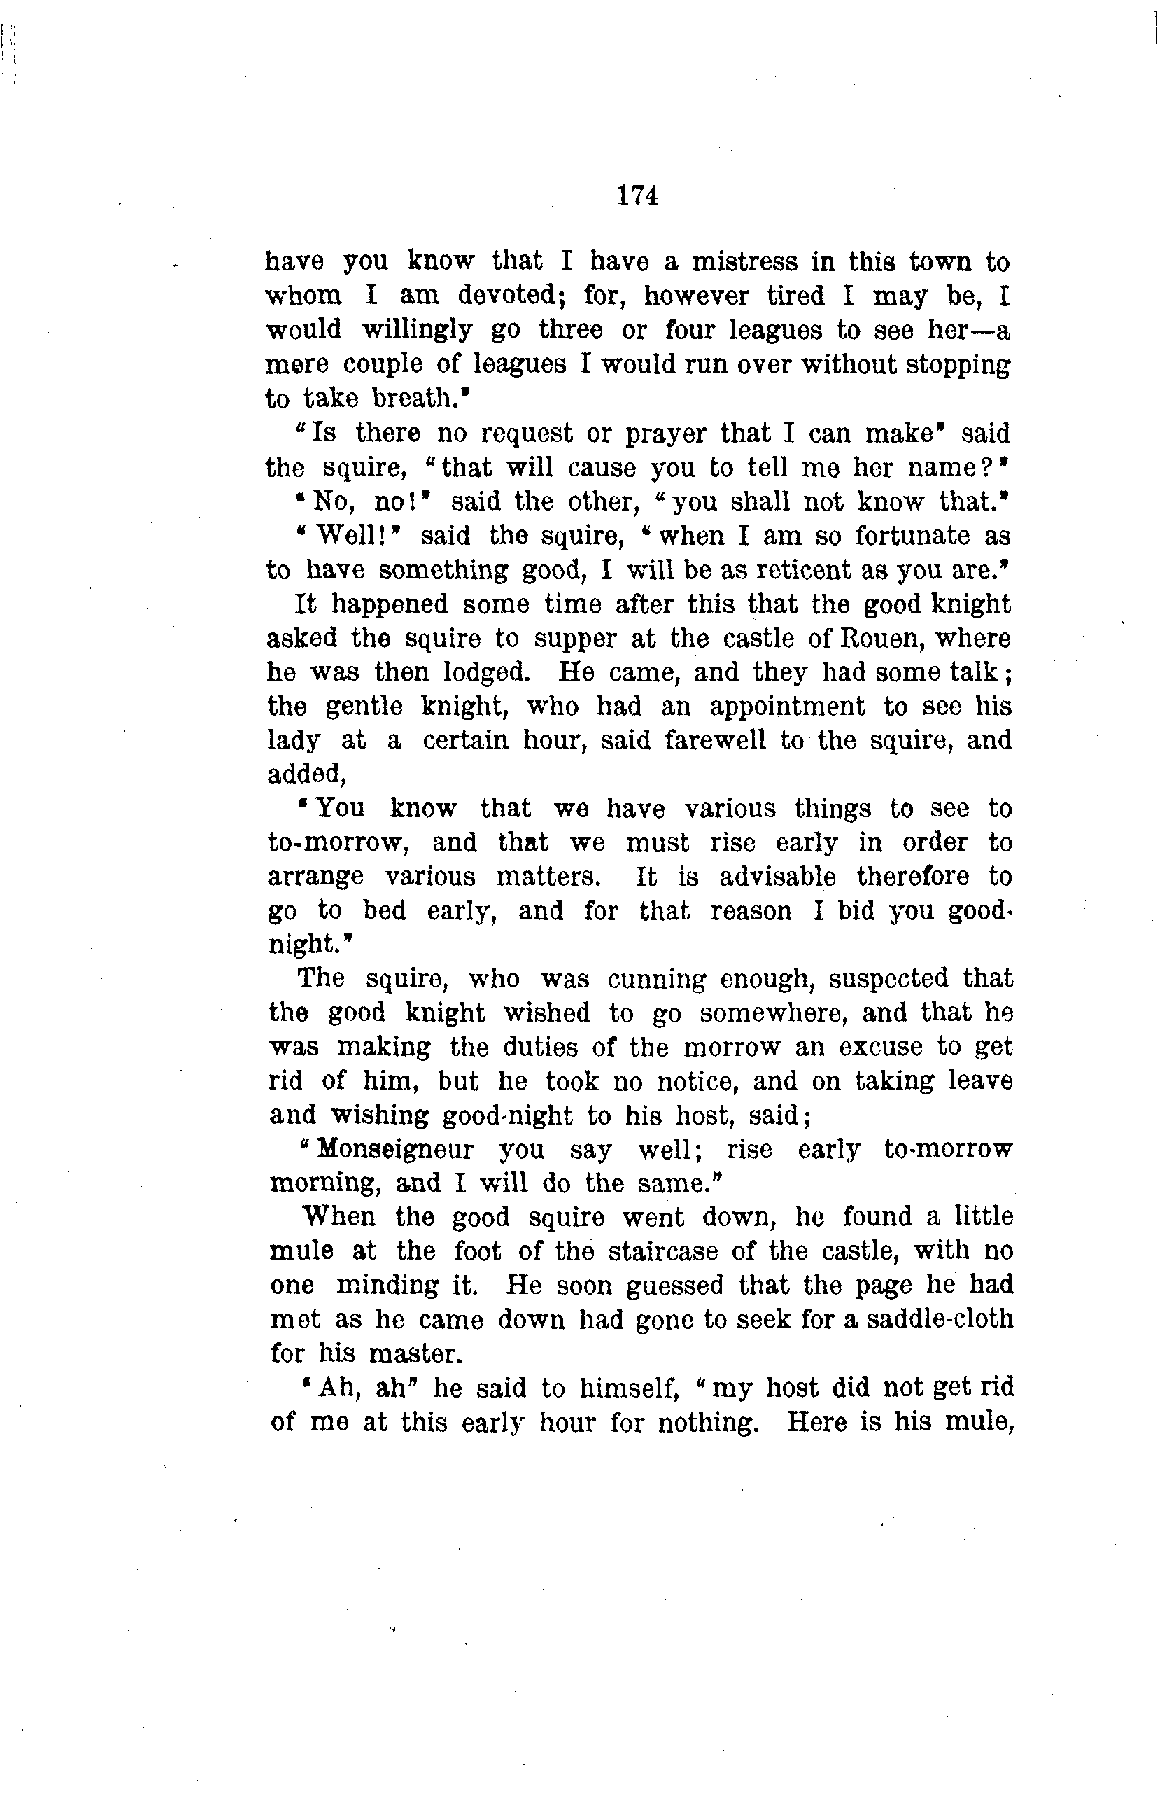 174
have you know that I have a mistress in this town to
whom I am devoted; for, however tired I may be, I
would willingly go three or four leagues to see her—a
mere couple of leagues I would run over without stopping
to take breath."
"Is there no request or prayer that I can make" said
the squire, "that will cause you to tell me her name?"
"No, no!" said the other, "you shall not know that."
"Well!" said the squire, "when I am so fortunate as
to have something good, I will be as reticent as you are."
It happened some time after this that the good knight
asked the squire to supper at the castle of Rouen, where
he was then lodged. He came, and they had some talk;
the gentle knight, who had an appointment to see his
lady at a certain hour, said farewell to the squire, and
added,
"You know that we have various things to see to
to-morrow, and that we must rise early in order to
arrange various matters. It is advisable therefore to
go to bed early, and for that reason I bid you good-
night."
The squire, who was cunning enough, suspected that
the good knight wished to go somewhere, and that he
was making the duties of the morrow an excuse to get
rid of him, but he took no notice, and on taking leave
and wishing good-night to his host, said;
"Monseigneur you say well; rise early to-morrow
morning, and I will do the same."
When the good squire went down, he found a little
mule at the foot of the staircase of the castle, with no
one minding it. He soon guessed that the page he had
met as he came down had gone to seek for a saddle-cloth
for his master.
"Ah, ah" he said to himself, "my host did not get rid
of me at this early hour for nothing. Here is his mule,